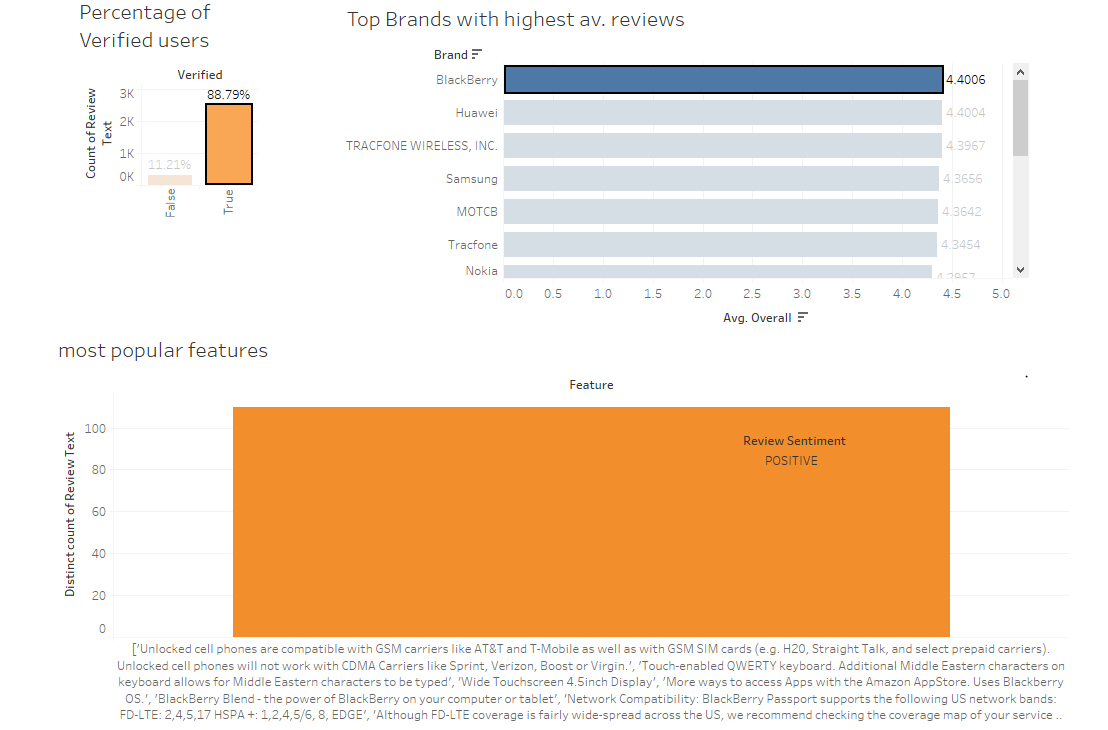 Percentage of
Verified users
Verified
Count of Review
Text
3K
2K
1K
0K
88.79%
11.21%
False
True
Top Brands with highest av. reviews
Brand
BlackBerry
4.4006
Huawei
4.4004
TRACFONE WIRELESS, INC.
4.3967
Samsung
4.3656
MOTCB
4.3642
Tracfone
4.3454
Nokia
4.2957
0.0 0.5 1.0 1.5 2.0 2.5 3.0 3.5 4.0 4.5 5.0
Avg. Overall
most popular features
Feature
Distinct count of Review Text
100
80
60
40
20
0
Review Sentiment
POSITIVE
['Unlocked cell phones are compatible with GSM carriers like AT&T and T-Mobile as well as with GSM SIM cards (e.g. H20, Straight Talk, and select prepaid carriers).
Unlocked cell phones will not work with CDMA Carriers like Sprint, Verizon, Boost or Virgin.', 'Touch-enabled QWERTY keyboard. Additional Middle Eastern characters on
keyboard allows for Middle Eastern characters to be typed', 'Wide Touchscreen 4.5inch Display', 'More ways to access Apps with the Amazon AppStore. Uses Blackberry
OS.', 'BlackBerry Blend - the power of BlackBerry on your computer or tablet', 'Network Compatibility: BlackBerry Passport supports the following US network bands:
FD-LTE: 2,4,5,17 HSPA +: 1,2,4,5/6, 8, EDGE', 'Although FD-LTE coverage is fairly wide-spread across the US, we recommend checking the coverage map of your service ..